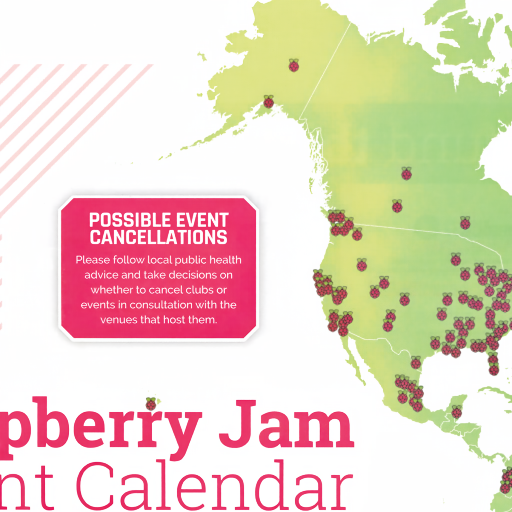 POSSIBLE EVENT
CANCELLATIONS
Please follow local public health
advice and take decisions on
whether to cancel clubs or
events in consultation with the
venues that host them.
pberry Jam
nt Calendar